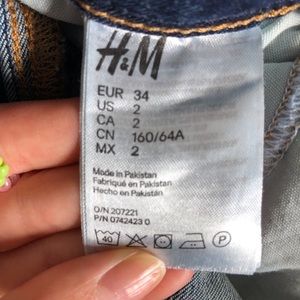 H&M
EUR 34
US 2
CA 2
CN 160/64A
MX 2
Made in Pakistan
Fabriqué en Pakistan
Hecho en Pakistán
O/N 207221
P/N 0742423 0
40 P